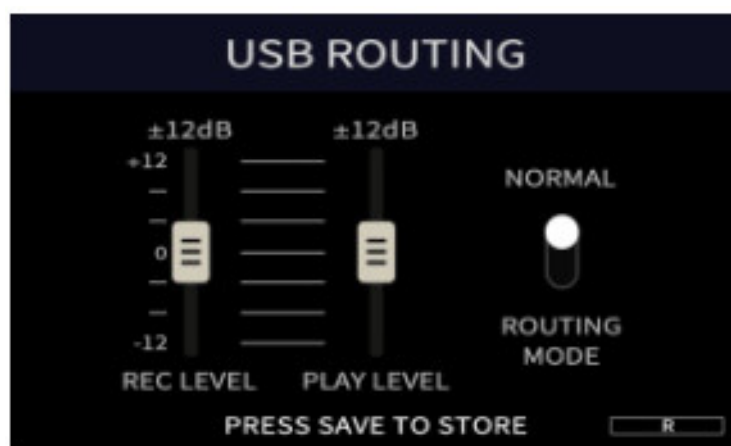 USB ROUTING
±12dB ±12dB
+12
NORMAL
0
ROUTING
MODE
-12
REC LEVEL PLAY LEVEL
PRESS SAVE TO STORE R